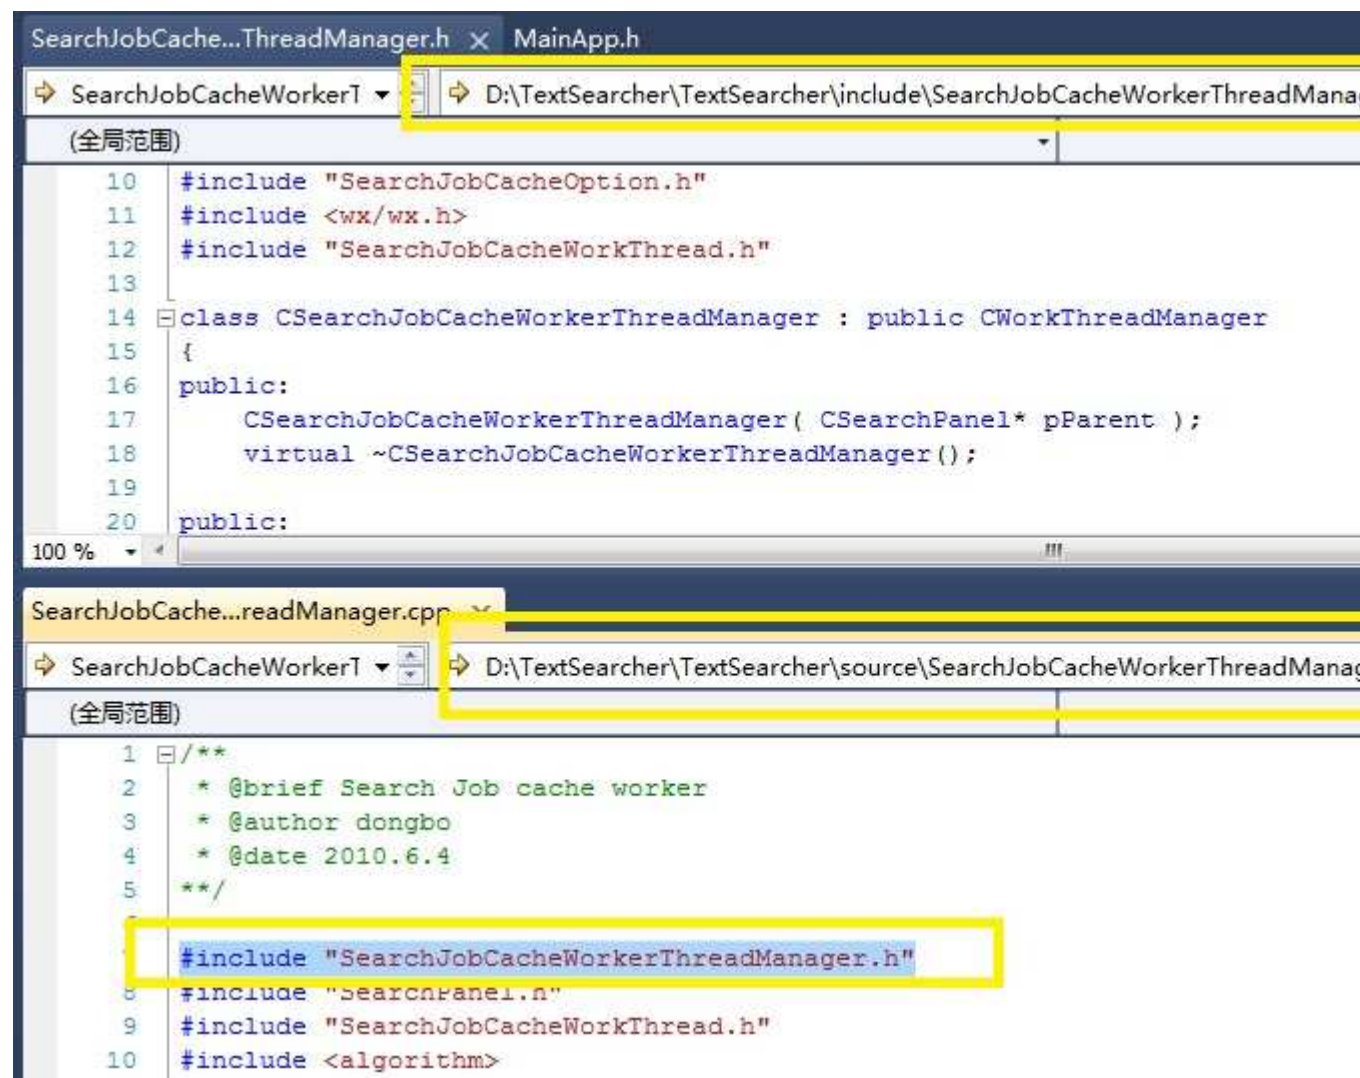 SearchJobCache...ThreadManager.h MainApp.h
SearchJobCacheWorkerT D:\TextSearcher\TextSearcher\include\SearchJobCacheWorkerThreadMana
(全局范围)
10 #include "SearchJobCacheOption.h"
11 #include <wx/wx.h>
12 #include "SearchJobCacheWorkThread.h"
13
14 class CSearchJobCacheWorkerThreadManager : public CWorkThreadManager
15 {
16 public:
17 CSearchJobCacheWorkerThreadManager( CSearchPanel* pParent );
18 virtual ~CSearchJobCacheWorkerThreadManager();
19
20 public:
100 %
SearchJobCache...readManager.cpp
SearchJobCacheWorkerT D:\TextSearcher\TextSearcher\source\SearchJobCacheWorkerThreadManag
(全局范围)
1 /**
2 * @brief Search Job cache worker
3 * @author dongbo
4 * @date 2010.6.4
5 **/
#include "SearchJobCacheWorkerThreadManager.h"
8 #include "SearchPanel.h"
9 #include "SearchJobCacheWorkThread.h"
10 #include <algorithm>